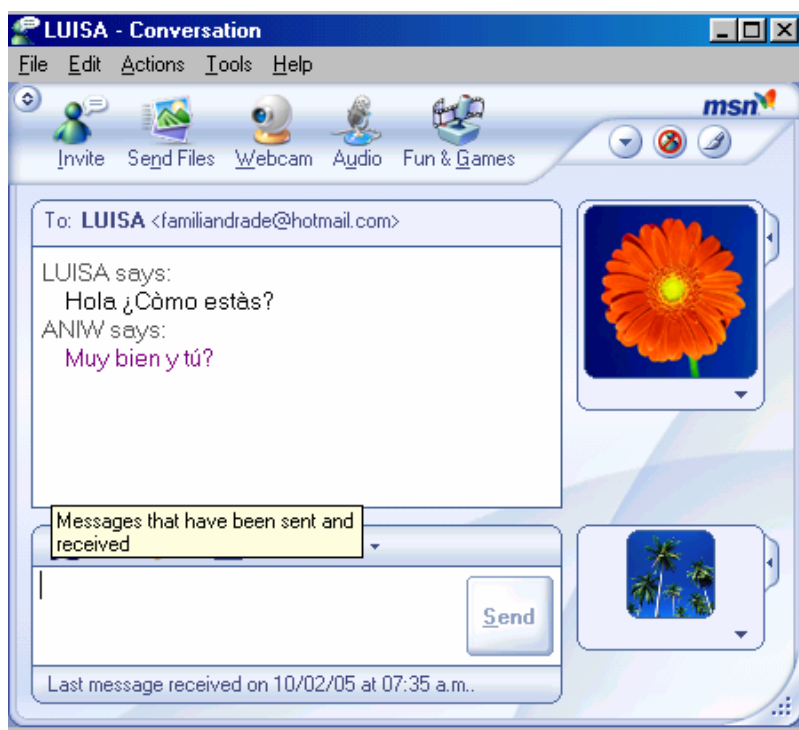 LUISA - Conversation
File Edit Actions Tools Help
msn
Invite Send Files Webcam Audio Fun & Games
To: LUISA <familiandrade@hotmail.com>
LUISA says:
Hola ¿Còmo estàs?
ANIW says:
Muy bien y tú?
Messages that have been sent and
received
Send
Last message received on 10/02/05 at 07:35 a.m..